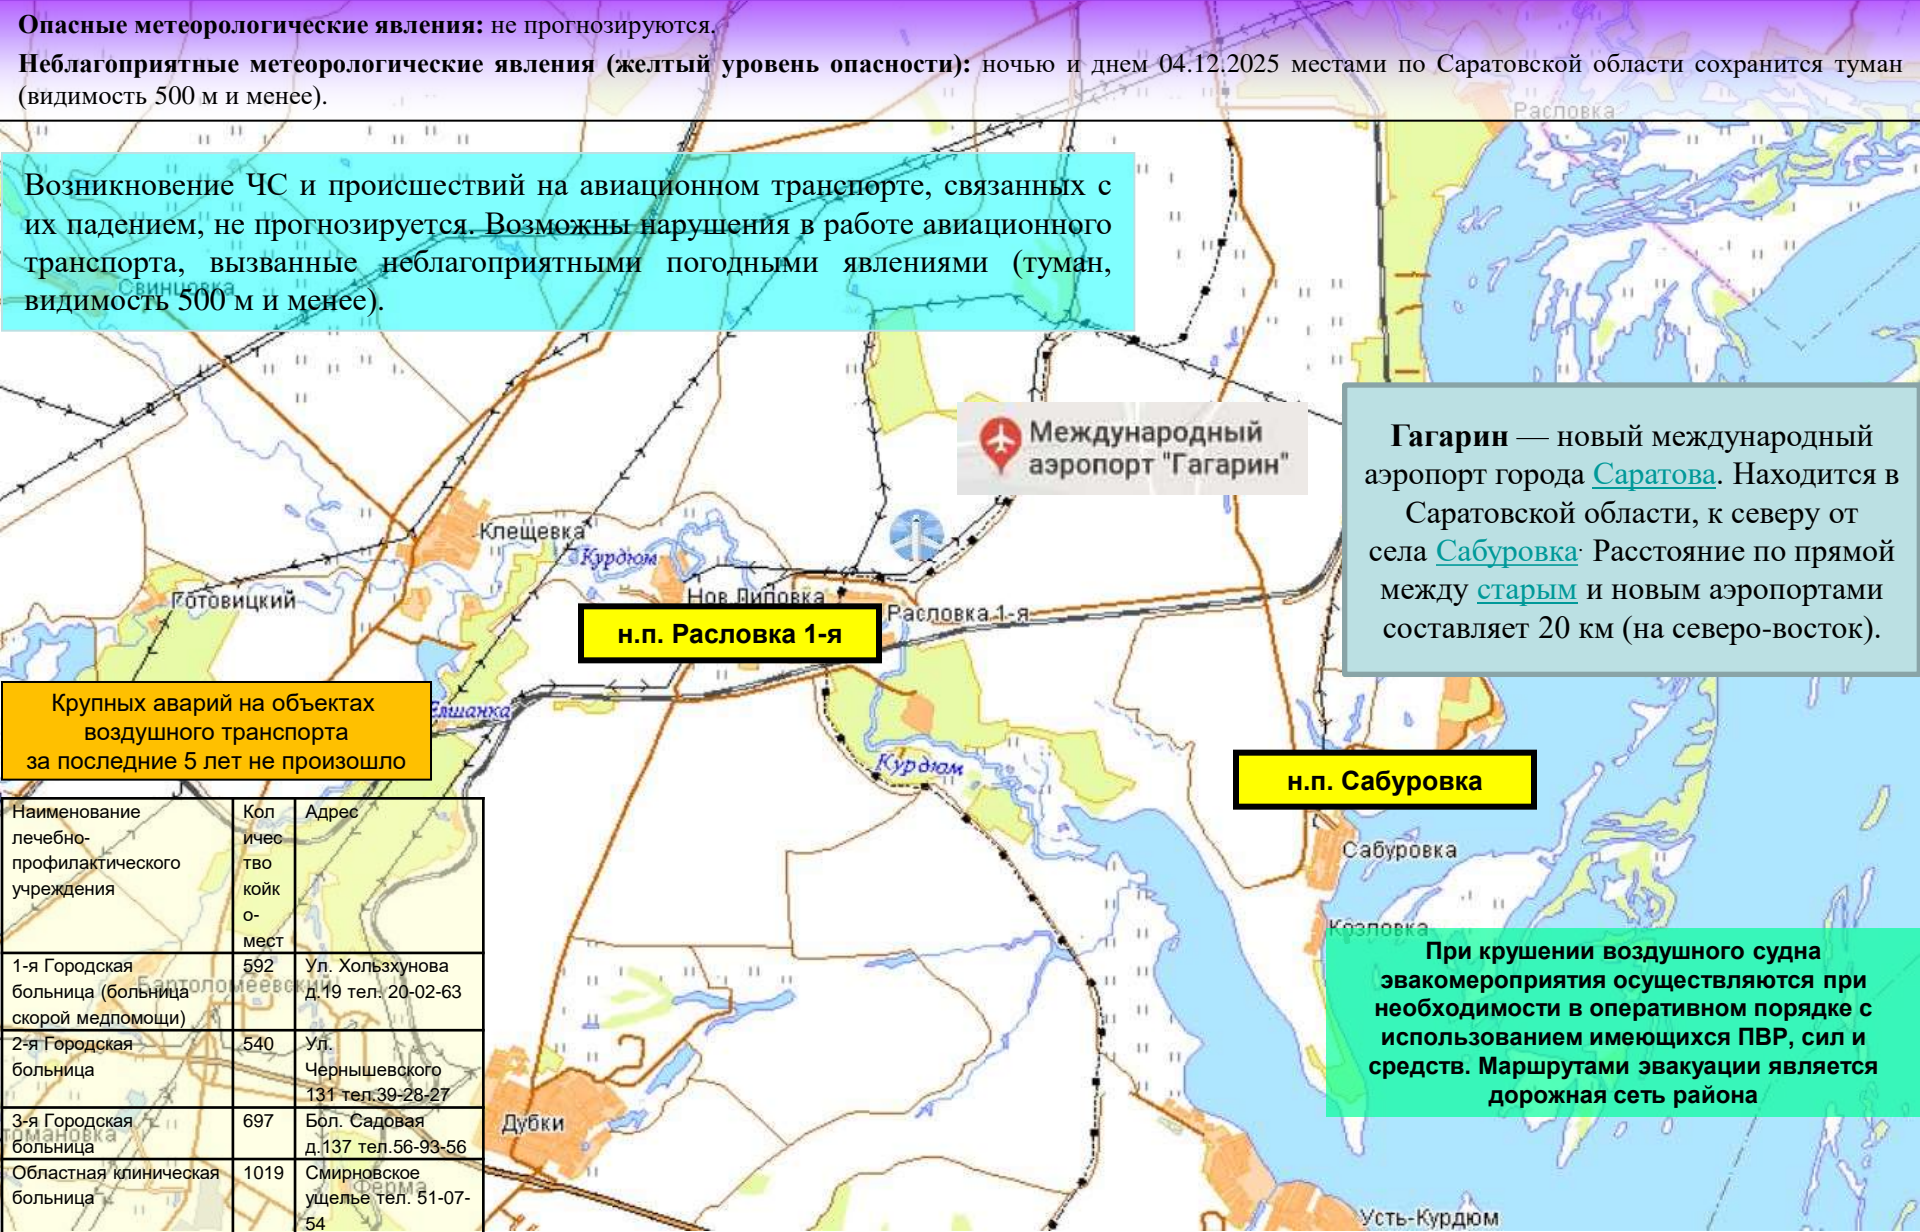 Опасные метеорологические явления: не прогнозируются.
Неблагоприятные метеорологические явления (желтый уровень опасности): ночью и днем 04.12.2025 местами по Саратовской области сохранится туман
(видимость 500 м и менее).
Расловка
Возникновение ЧС и происшествий на авиационном транспорте, связанных с
их падением, не прогнозируется. Возможны нарушения в работе авиационного
транспорта, вызванные неблагоприятными погодными явлениями (туман,
видимость 500 м и менее).
Свинцовка
Международный
аэропорт "Гагарин"
Гагарин — новый международный
аэропорт города Саратова. Находится в
Саратовской области, к северу от
села Сабуровка. Расстояние по прямой
между старым и новым аэропортами
составляет 20 км (на северо-восток).
Клещевка
Курдюм
Готовицкий
Нов. Липовка
Расловка 1-я
н.п. Расловка 1-я
Елшанка
Крупных аварий на объектах
воздушного транспорта
за последние 5 лет не произошло
Курдюм
н.п. Сабуровка
Сабуровка
Козловка
Наименование
лечебно-
профилактического
учреждения
Кол
ичес
тво
койк
о-
мест
Адрес
1-я Городская
больница (больница
скорой медпомощи)
592
Ул. Хользхунова
д.19 тел. 20-02-63
Бартоломеевский
2-я Городская
больница
540
Ул.
Чернышевского
131 тел.39-28-27
3-я Городская
больница
697
Бол. Садовая
д.137 тел.56-93-56
Областная клиническая
больница
1019
Смирновское
ущелье тел. 51-07-
54
Ферма
Дубки
При крушении воздушного судна
эвакомероприятия осуществляются при
необходимости в оперативном порядке с
использованием имеющихся ПВР, сил и
средств. Маршрутами эвакуации является
дорожная сеть района
Усть-Курдюм